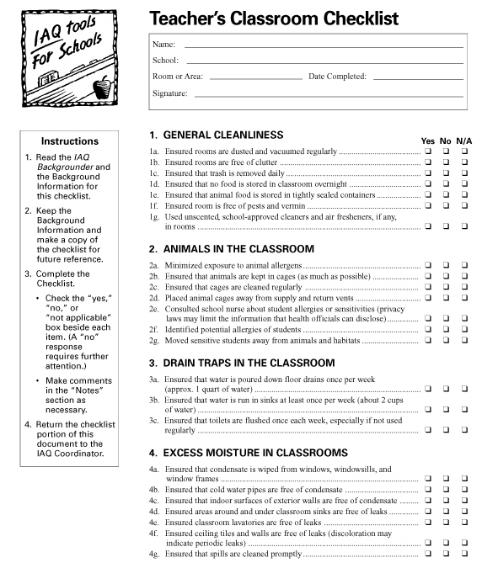 IAQ Tools
For Schools
Teacher's Classroom Checklist
Name:
School:
Room or Area: Date Completed:
Signature:
Instructions
1. Read the IAQ
Backgrounder and
the Background
Information for
this checklist.
2. Keep the
Background
Information and
make a copy of
the checklist for
future reference.
3. Complete the
Checklist.
• Check the "yes,"
"no," or
"not applicable"
box beside each
item. (A "no"
response
requires further
attention.)
• Make comments
in the "Notes"
section as
necessary.
4. Return the checklist
portion of this
document to the
IAQ Coordinator.
1. GENERAL CLEANLINESS
Yes No N/A
1a. Ensured rooms are dusted and vacuumed regularly
1b. Ensured rooms are free of clutter
1c. Ensured that trash is removed daily
1d. Ensured that no food is stored in classroom overnight
1e. Ensured that animal food is stored in tightly sealed containers
1f. Ensured room is free of pests and vermin
1g. Used unscented, school-approved cleaners and air fresheners, if any,
in rooms
2. ANIMALS IN THE CLASSROOM
2a. Minimized exposure to animal allergens
2b. Ensured that animals are kept in cages (as much as possible)
2c. Ensured that cages are cleaned regularly
2d. Placed animal cages away from supply and return vents
2e. Consulted school nurse about student allergies or sensitivities (privacy
laws may limit the information that health officials can disclose)
2f. Identified potential allergies of students
2g. Moved sensitive students away from animals and habitats
3. DRAIN TRAPS IN THE CLASSROOM
3a. Ensured that water is poured down floor drains once per week
(approx. 1 quart of water)
3b. Ensured that water is run in sinks at least once per week (about 2 cups
of water)
3c. Ensured that toilets are flushed once each week, especially if not used
regularly
4. EXCESS MOISTURE IN CLASSROOMS
4a. Ensured that condensate is wiped from windows, windowsills, and
window frames
4b. Ensured that cold water pipes are free of condensate
4c. Ensured that indoor surfaces of exterior walls are free of condensate
4d. Ensured areas around and under classroom sinks are free of leaks
4e. Ensured classroom lavatories are free of leaks
4f. Ensured ceiling tiles and walls are free of leaks (discoloration may
indicate periodic leaks)
4g. Ensured that spills are cleaned promptly